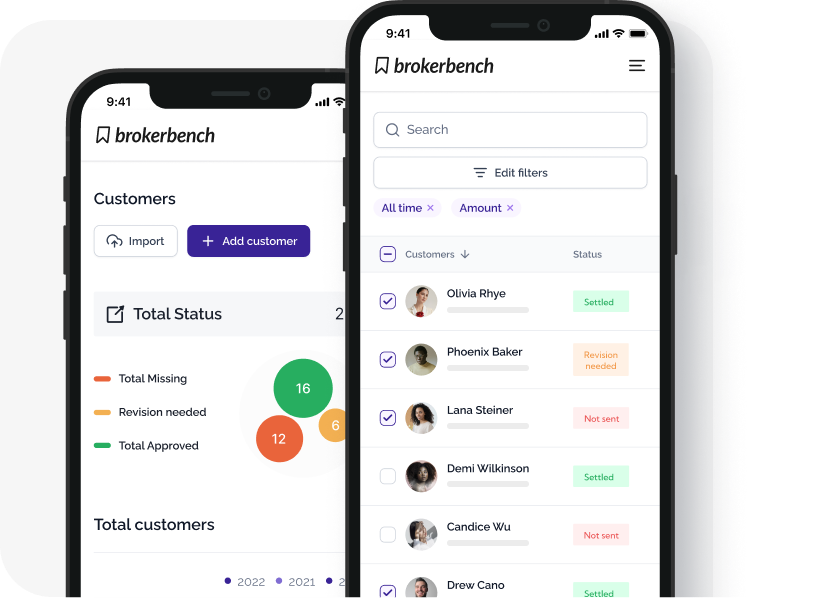 9:41
brokerbench
Customers
Import
Add customer
Total Status
2
Total Missing
Revision needed
Total Approved
16
12
6
Total customers
2022
2021
2
9:41
brokerbench
Search
Edit filters
All time ×
Amount ×
Customers
Status
Olivia Rhye
Settled
Phoenix Baker
Revision
needed
Lana Steiner
Not sent
Demi Wilkinson
Settled
Candice Wu
Not sent
Drew Cano
Settled